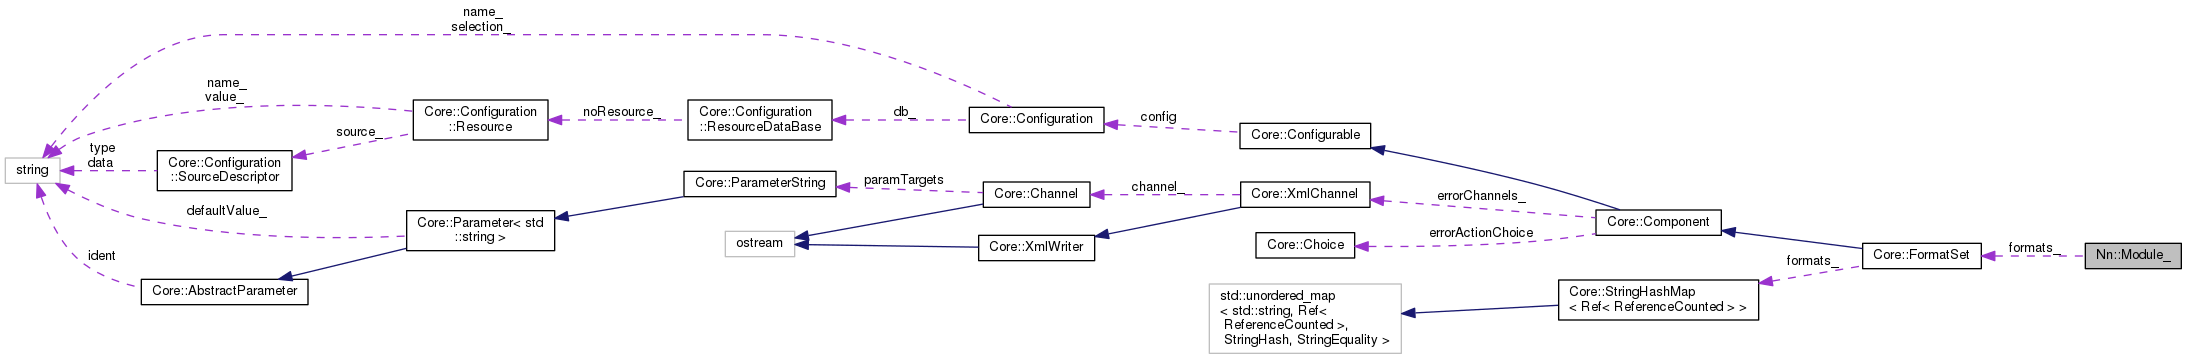 name_
selection_
name_
value_
Core::Configuration
::Resource
noResource_
Core::Configuration
::ResourceDataBase
db_
Core::Configuration
config
Core::Configurable
source_
type
data
string
Core::Configuration
::SourceDescriptor
Core::ParameterString
paramTargets
Core::Channel
channel_
Core::XmlChannel
errorChannels_
Core::Component
defaultValue_
Core::Parameter< std
::string >
ostream
Core::XmlWriter
Core::Choice
errorActionChoice
formats_
Core::FormatSet
formats_
Nn::Module_
ident
Core::AbstractParameter
std::unordered_map
< std::string, Ref<
ReferenceCounted >,
StringHash, StringEquality >
Core::StringHashMap
< Ref< ReferenceCounted > >